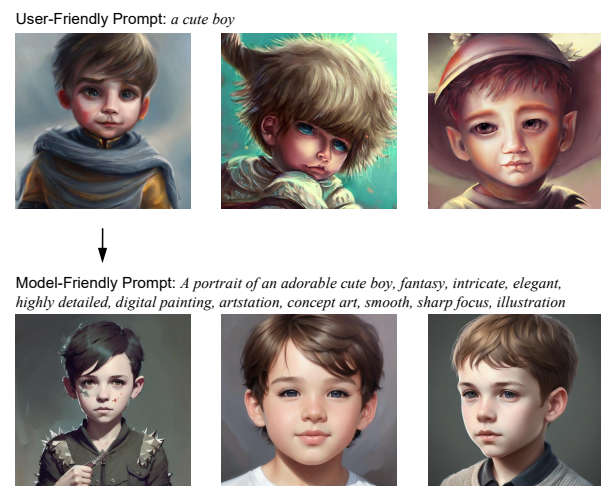 User-Friendly Prompt: a cute boy
Model-Friendly Prompt: A portrait of an adorable cute boy, fantasy, intricate, elegant,
highly detailed, digital painting, artstation, concept art, smooth, sharp focus, illustration